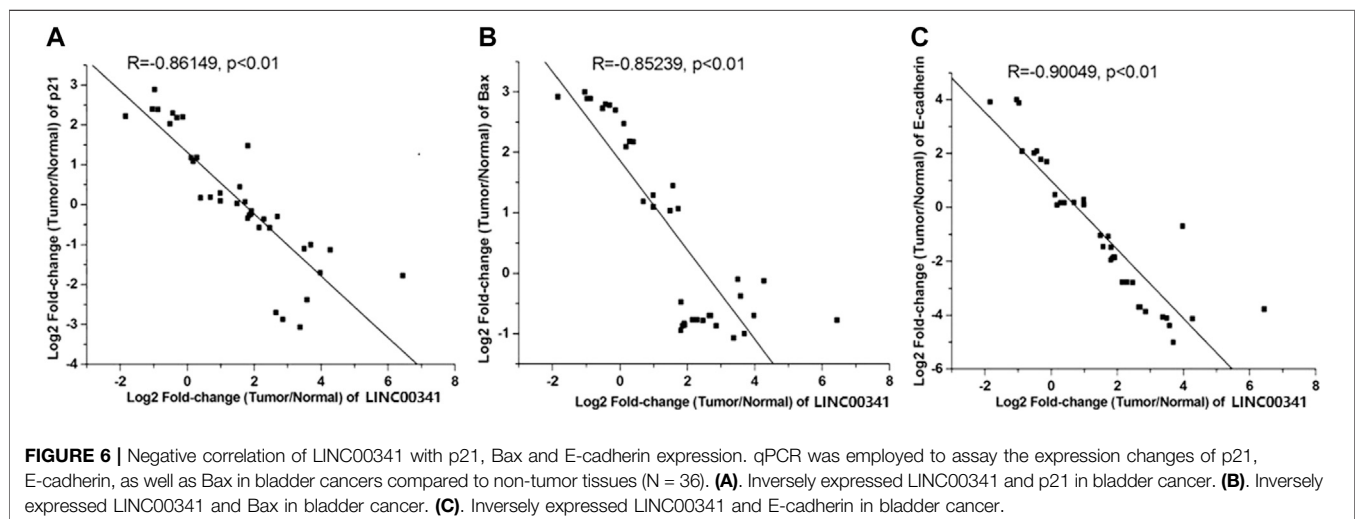 A
R=-0.86149, p<0.01
Log2 Fold-change (Tumor/Normal) of p21
3
2
1
0
-1
-2
-3
-4
-2
0
2
4
6
8
Log2 Fold-change (Tumor/Normal) of LINC00341
B
R=-0.85239, p<0.01
Log2 Fold-change (Tumor/Normal) of Bax
3
2
1
0
-1
-2
0
2
4
6
8
Log2 Fold-change (Tumor/Normal) of LINC00341
C
R=-0.90049, p<0.01
Log2 Fold-change (Tumor/Normal) of E-cadherin
4
2
0
-2
-4
-6
-2
0
2
4
6
8
Log2 Fold-change (Tumor/Normal) of LINC00341
FIGURE 6 | Negative correlation of LINC00341 with p21, Bax and E-cadherin expression. qPCR was employed to assay the expression changes of p21,
E-cadherin, as well as Bax in bladder cancers compared to non-tumor tissues (N = 36). (A). Inversely expressed LINC00341 and p21 in bladder cancer. (B). Inversely
expressed LINC00341 and Bax in bladder cancer. (C). Inversely expressed LINC00341 and E-cadherin in bladder cancer.